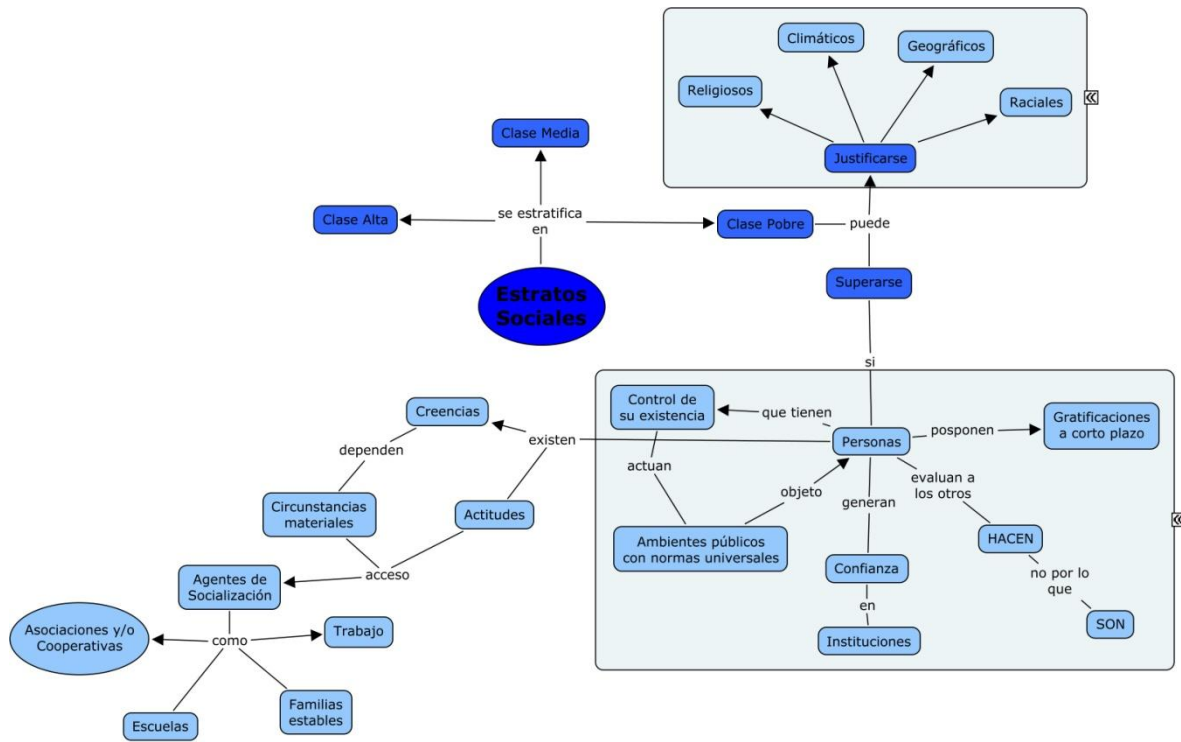 Climáticos
Geográficos
Religiosos
Raciales
Clase Media
Justificarse
Clase Alta
se estratifica
en
Clase Pobre
puede
Estratos
Sociales
Superarse
si
Creencias
Control de
su existencia
que tienen
Gratificaciones
a corto plazo
posponen
Personas
existen
dependen
actuan
evaluan a
los otros
objeto
generan
Circunstancias
materiales
Actitudes
Ambientes públicos
con normas universales
HACEN
Confianza
acceso
Agentes de
Socialización
no por lo
que
en
Asociaciones y/o
Cooperativas
como
Trabajo
SON
Instituciones
Escuelas
Familias
estables